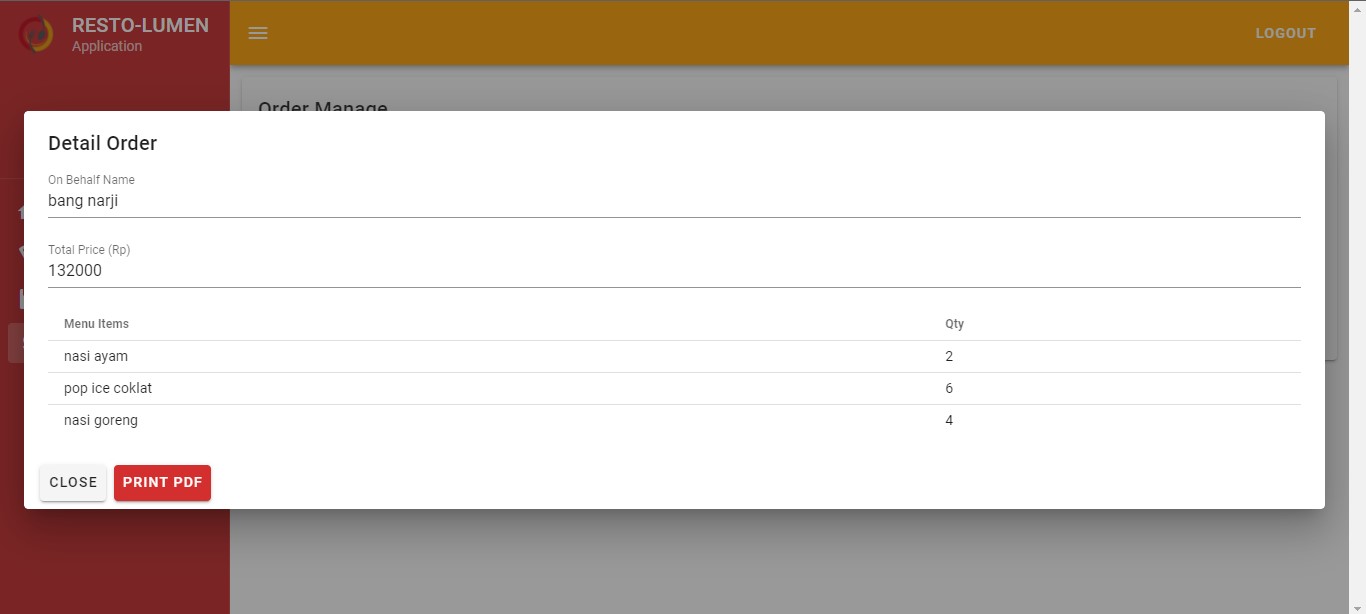 RESTO-LUMEN
Application
LOGOUT
Order Manage
Detail Order
On Behalf Name
bang narji
Total Price (Rp)
132000
Menu Items Qty
nasi ayam 2
pop ice coklat 6
nasi goreng 4
CLOSE PRINT PDF